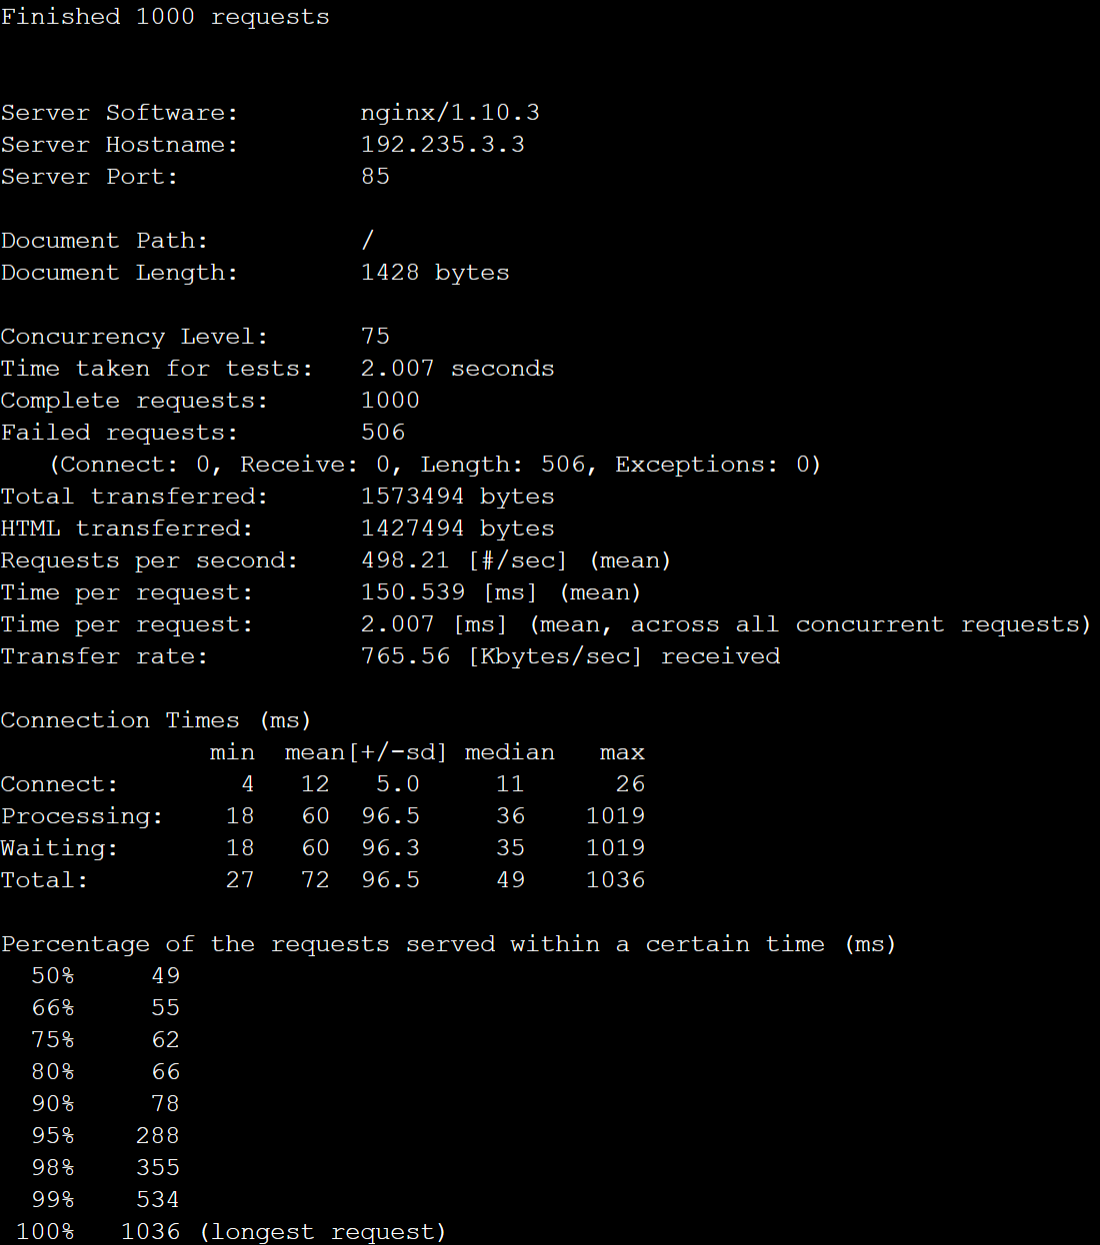 Finished 1000 requests
Server Software: nginx/1.10.3
Server Hostname: 192.235.3.3
Server Port: 85
Document Path: /
Document Length: 1428 bytes
Concurrency Level: 75
Time taken for tests: 2.007 seconds
Complete requests: 1000
Failed requests: 506
(Connect: 0, Receive: 0, Length: 506, Exceptions: 0)
Total transferred: 1573494 bytes
HTML transferred: 1427494 bytes
Requests per second: 498.21 [#/sec] (mean)
Time per request: 150.539 [ms] (mean)
Time per request: 2.007 [ms] (mean, across all concurrent requests)
Transfer rate: 765.56 [Kbytes/sec] received
Connection Times (ms)
min mean[+/-sd] median max
Connect: 4 12 5.0 11 26
Processing: 18 60 96.5 36 1019
Waiting: 18 60 96.3 35 1019
Total: 27 72 96.5 49 1036
Percentage of the requests served within a certain time (ms)
50% 49
66% 55
75% 62
80% 66
90% 78
95% 288
98% 355
99% 534
100% 1036 (longest request)